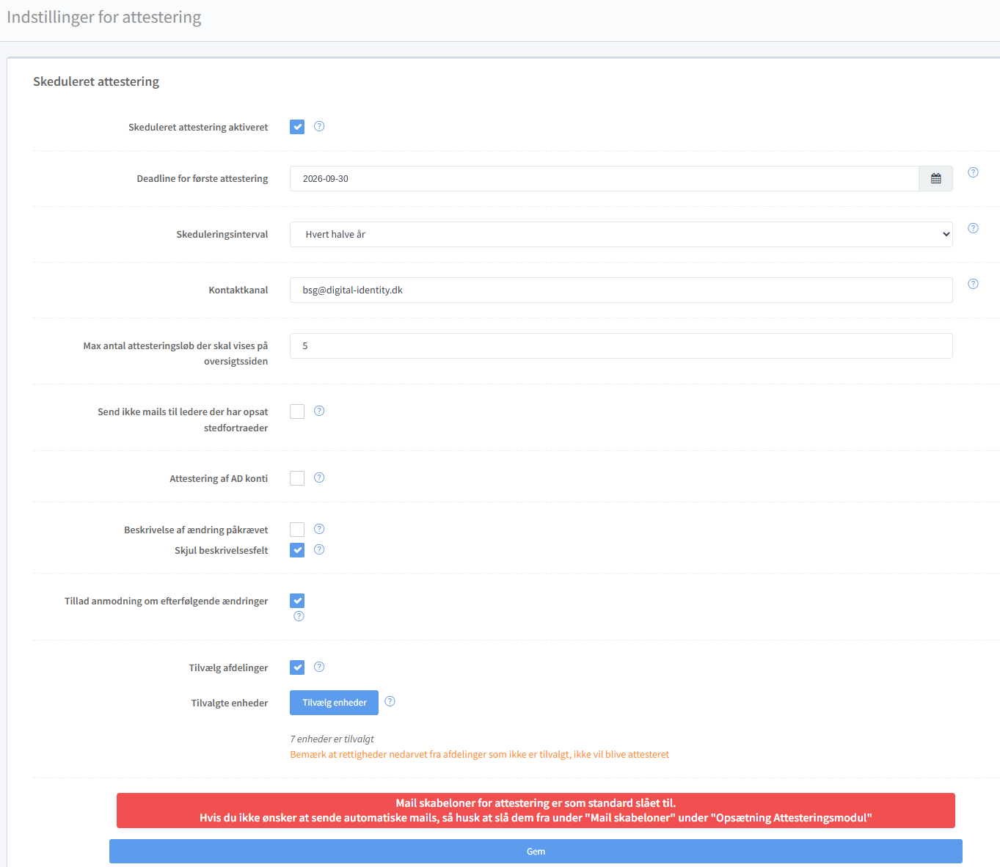 Indstillinger for attestering
Skeduleret attestering
Skeduleret attestering aktiveret
Deadline for første attestering
2026-09-30
Skeduleringsinterval
Hvert halve år
Kontaktkanal
bsg@digital-identity.dk
Max antal attesteringsløb der skal vises på
oversigtssiden
5
Send ikke mails til ledere der har opsat
stedfortraeder
Attestering af AD konti
Beskrivelse af ændring påkrævet
Skjul beskrivelsesfelt
Tillad anmodning om efterfølgende ændringer
Tilvælg afdelinger
Tilvalgte enheder
Tilvælg enheder
7 enheder er tilvalgt
Bemærk at rettigheder nedarvet fra afdelinger som ikke er tilvalgt, ikke vil blive attesteret
Mail skabeloner for attestering er som standard slået til.
Hvis du ikke ønsker at sende automatiske mails, så husk at slå dem fra under "Mail skabeloner" under "Opsætning Attesteringsmodul"
Gem